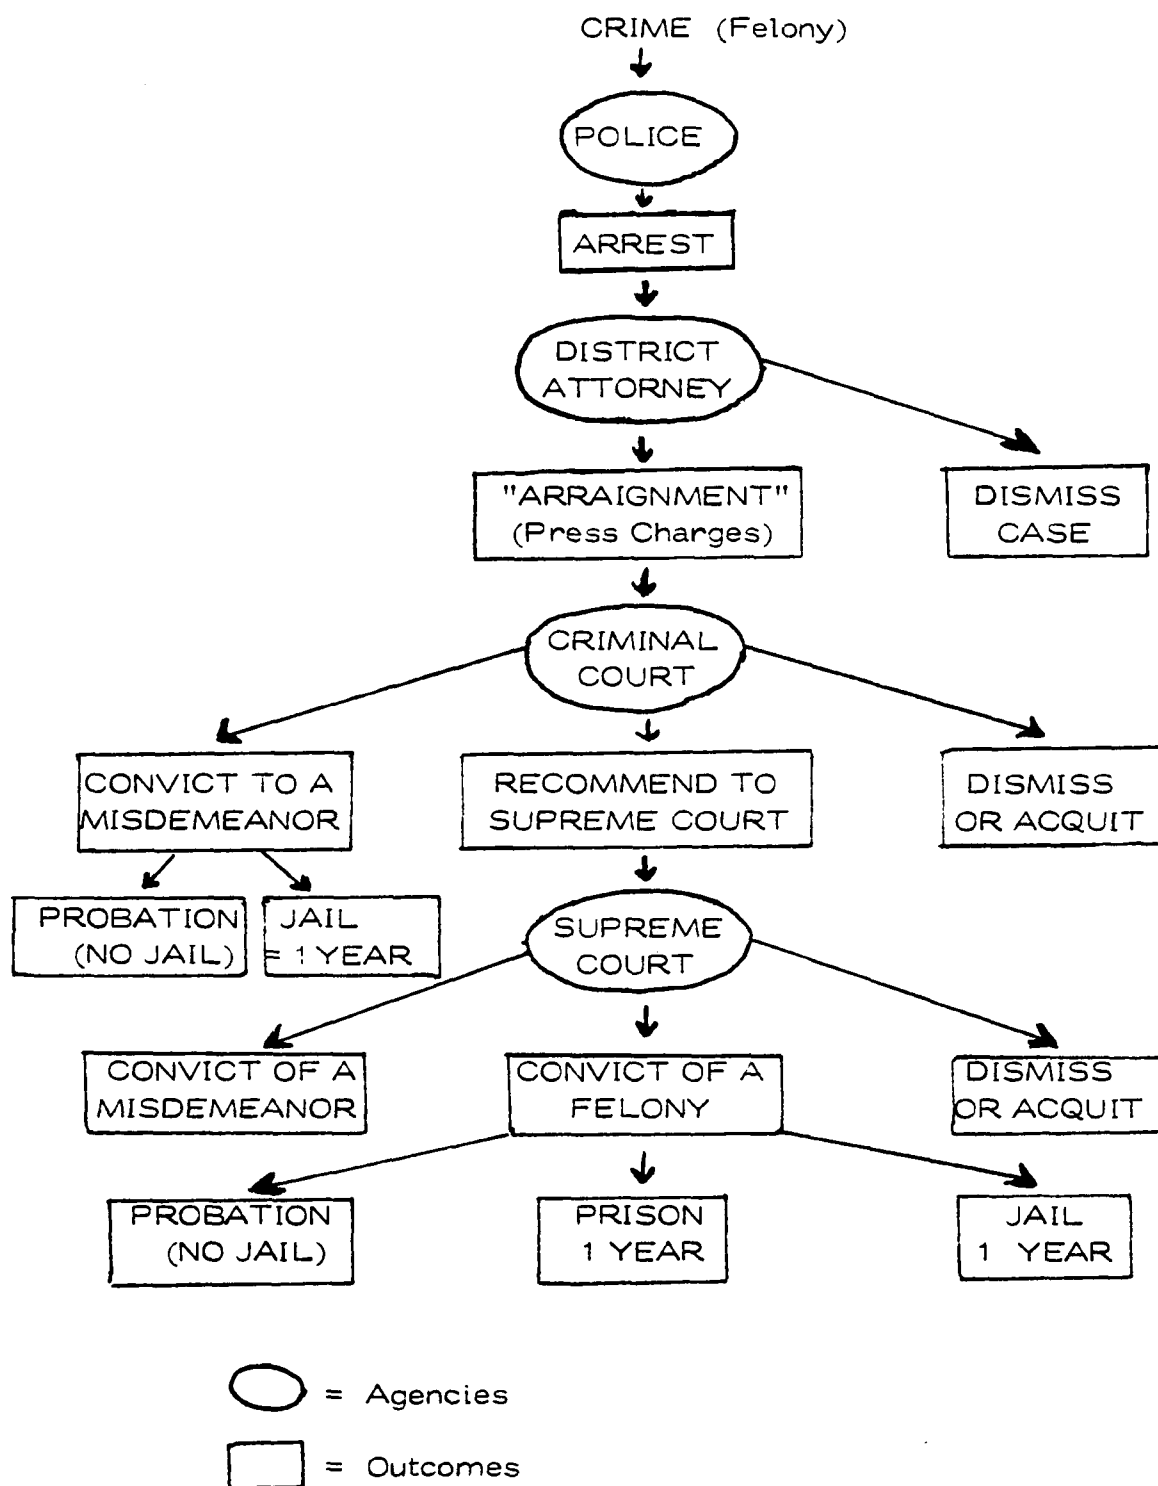 CRIME (Felony)
POLICE
ARREST
DISTRICT
ATTORNEY
"ARRAIGNMENT"
(Press Charges)
DISMISS
CASE
CRIMINAL
COURT
CONVICT TO A
MISDEMEANOR
RECOMMEND TO
SUPREME COURT
DISMISS
OR ACQUIT
PROBATION
(NO JAIL)
JAIL
= 1 YEAR
SUPREME
COURT
CONVICT OF A
MISDEMEANOR
CONVICT OF A
FELONY
DISMISS
OR ACQUIT
PROBATION
(NO JAIL)
PRISON
1 YEAR
JAIL
1 YEAR
= Agencies
= Outcomes